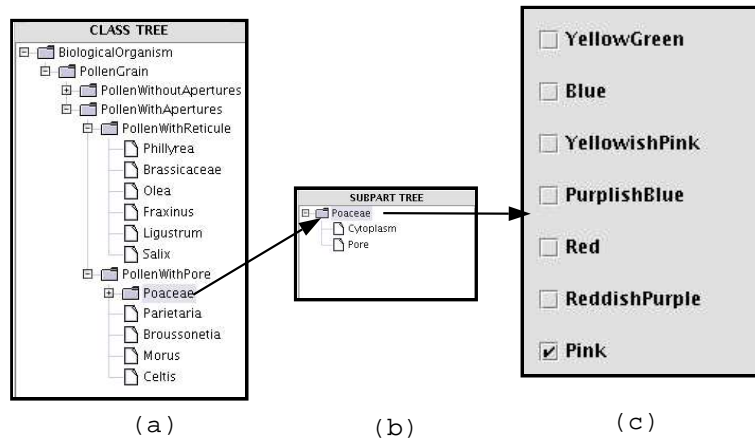 CLASS TREE
BiologicalOrganism
PollenGrain
PollenWithoutApertures
PollenWithApertures
PollenWithReticule
Phillyrea
Brassicaceae
Olea
Fraxinus
Ligustrum
Salix
PollenWithPore
Poaceae
Parietaria
Broussonetia
Morus
Celtis
(a)
SUBPART TREE
Poaceae
Cytoplasm
Pore
(b)
YellowGreen
Blue
YellowishPink
PurplishBlue
Red
ReddishPurple
Pink
(c)